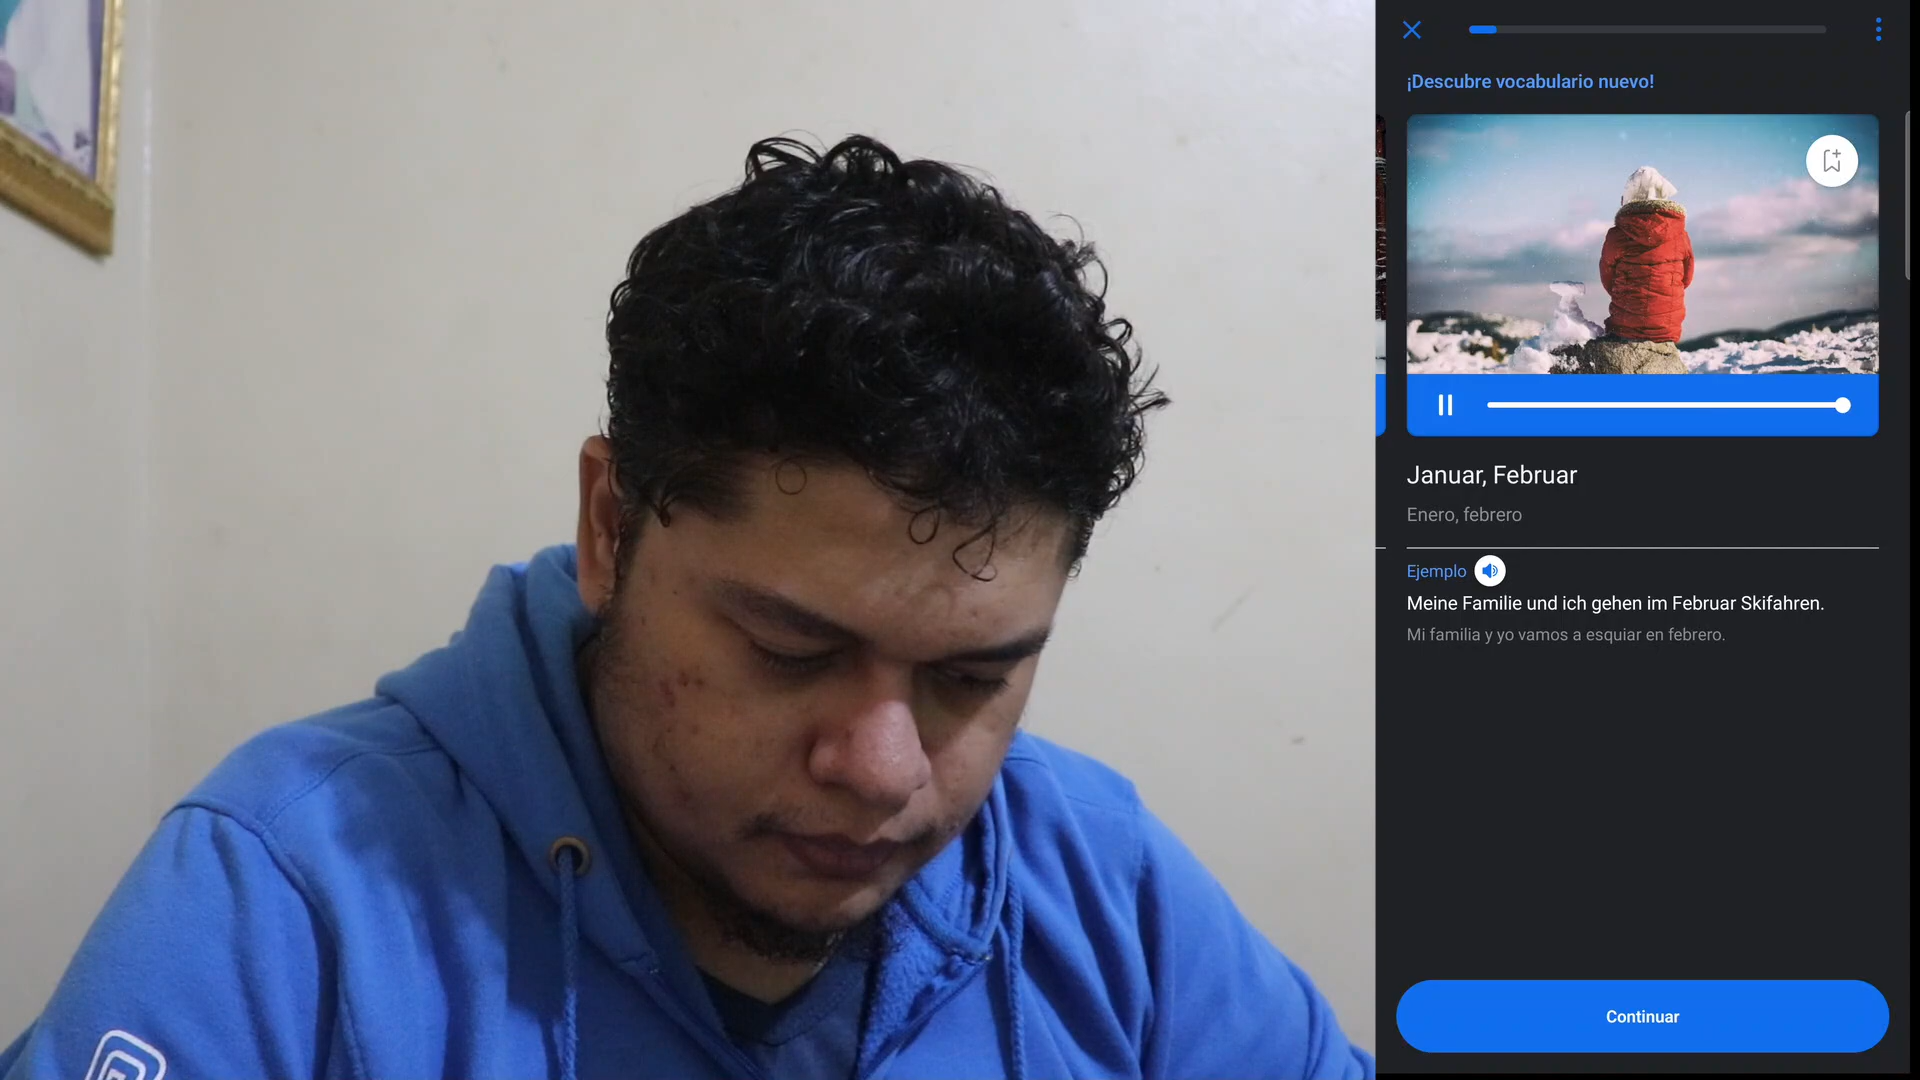 ¡Descubre vocabulario nuevo!
Januar, Februar
Enero, febrero
Ejemplo
Meine Familie und ich gehen im Februar Skifahren.
Mi familia y yo vamos a esquiar en febrero.
Continuar